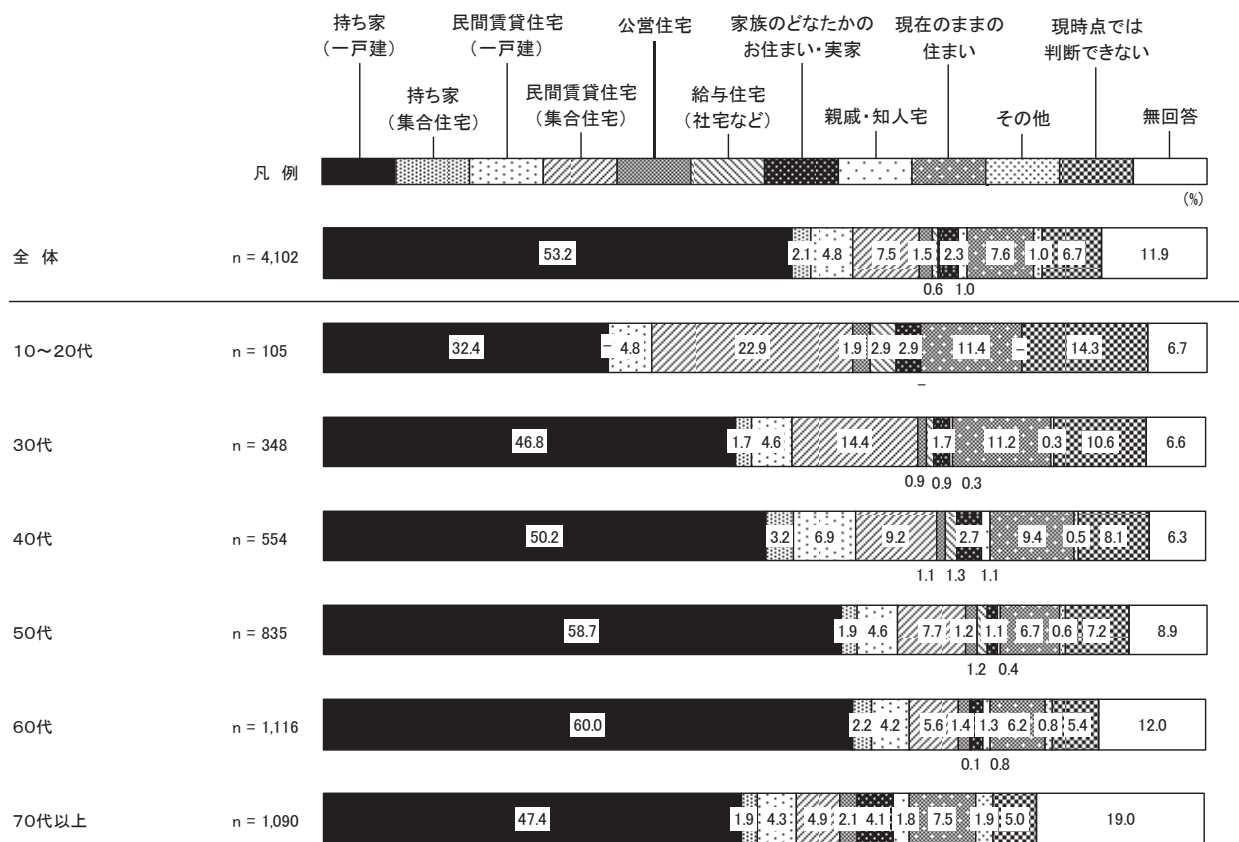 持ち家
（一戸建）
民間賃貸住宅
（一戸建）
公営住宅
家族のどなたかの
お住まい・実家
現在のままの
住まい
現時点では
判断できない
持ち家
（集合住宅）
民間賃貸住宅
（集合住宅）
給与住宅
（社宅など）
親戚・知人宅
その他
無回答
凡 例
(%)
全 体 n = 4,102 53.2 2.1 4.8 7.5 1.5 2.3 7.6 1.0 6.7 11.9
0.6 1.0
10～20代 n = 105 32.4 － 4.8 22.9 1.9 2.9 2.9 11.4 － 14.3 6.7
－
30代 n = 348 46.8 1.7 4.6 14.4 1.7 11.2 0.3 10.6 6.6
0.9 0.9 0.3
40代 n = 554 50.2 3.2 6.9 9.2 2.7 9.4 0.5 8.1 6.3
1.1 1.3 1.1
50代 n = 835 58.7 1.9 4.6 7.7 1.2 1.1 6.7 0.6 7.2 8.9
1.2 0.4
60代 n = 1,116 60.0 2.2 4.2 5.6 1.4 1.3 6.2 0.8 5.4 12.0
0.1 0.8
70代以上 n = 1,090 47.4 1.9 4.3 4.9 2.1 4.1 1.8 7.5 1.9 5.0 19.0